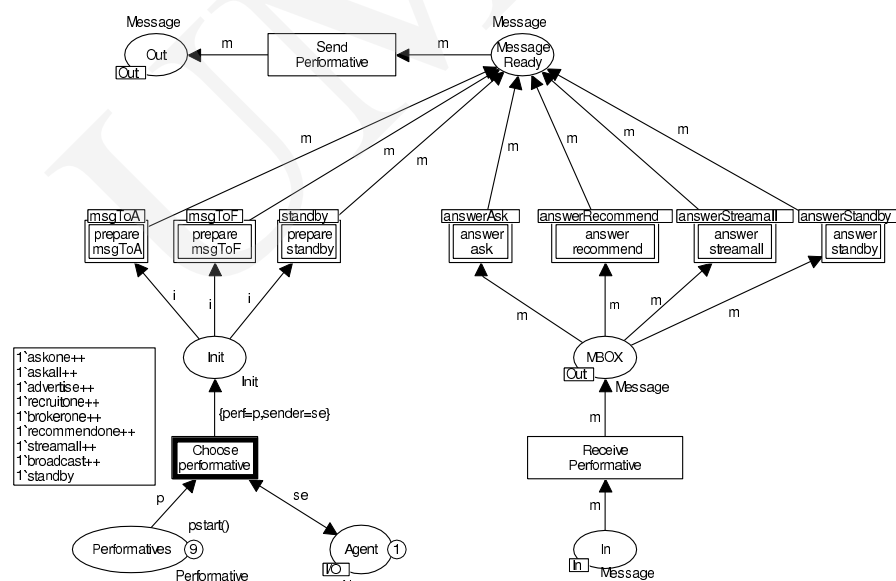 Message
Message
Out
Out
m
Send
Performative
m
Message
Ready
m
m
m
m
m
m
m
msgToA
prepare
msgToA
msgToF
prepare
msgToF
standby
prepare
standby
answerAsk
answer
ask
answerRecommend
answer
recommend
answerStreamall
answer
streamall
answerStandby
answer
standby
i
i
i
m
m
m
m
Init
Init
MBOX
Out
Message
1`askone++
1`askall++
1`advertise++
1`recruitone++
1`brokerone++
1`recommendone++
1`streamall++
1`broadcast++
1`standby
{perf=p,sender=se}
m
Choose
performative
Receive
Performative
p
se
m
pstart()
Performatives
9
Performative
Agent
1
I/O
In
In
Message